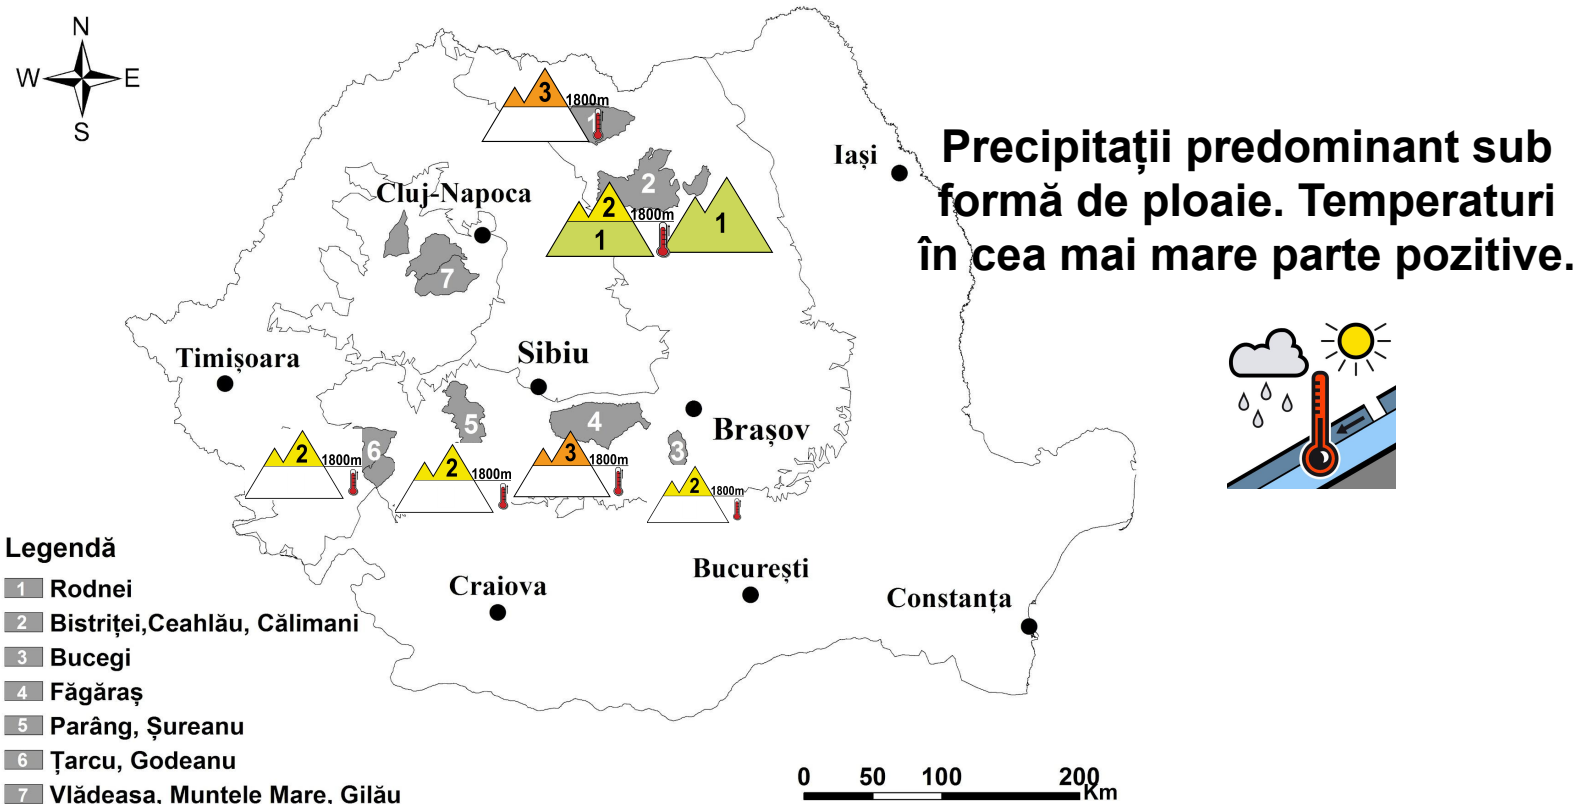 N
W E
S
3
1800m
1
Iași
Precipitații predominant sub
formă de ploaie. Temperaturi
în cea mai mare parte pozitive.
Cluj-Napoca
2
2
1800m
1
1
7
Timișoara
Sibiu
Brașov
5
4
3
6
2
1800m
2
1800m
3
1800m
2
1800m
Legendă
1 Rodnei
2 Bistriței,Ceahlău, Călimani
3 Bucegi
4 Făgăraș
5 Parâng, Șureanu
6 Țarcu, Godeanu
7 Vlădeasa, Muntele Mare, Gilău
Craiova
București
Constanța
0 50 100 200
Km